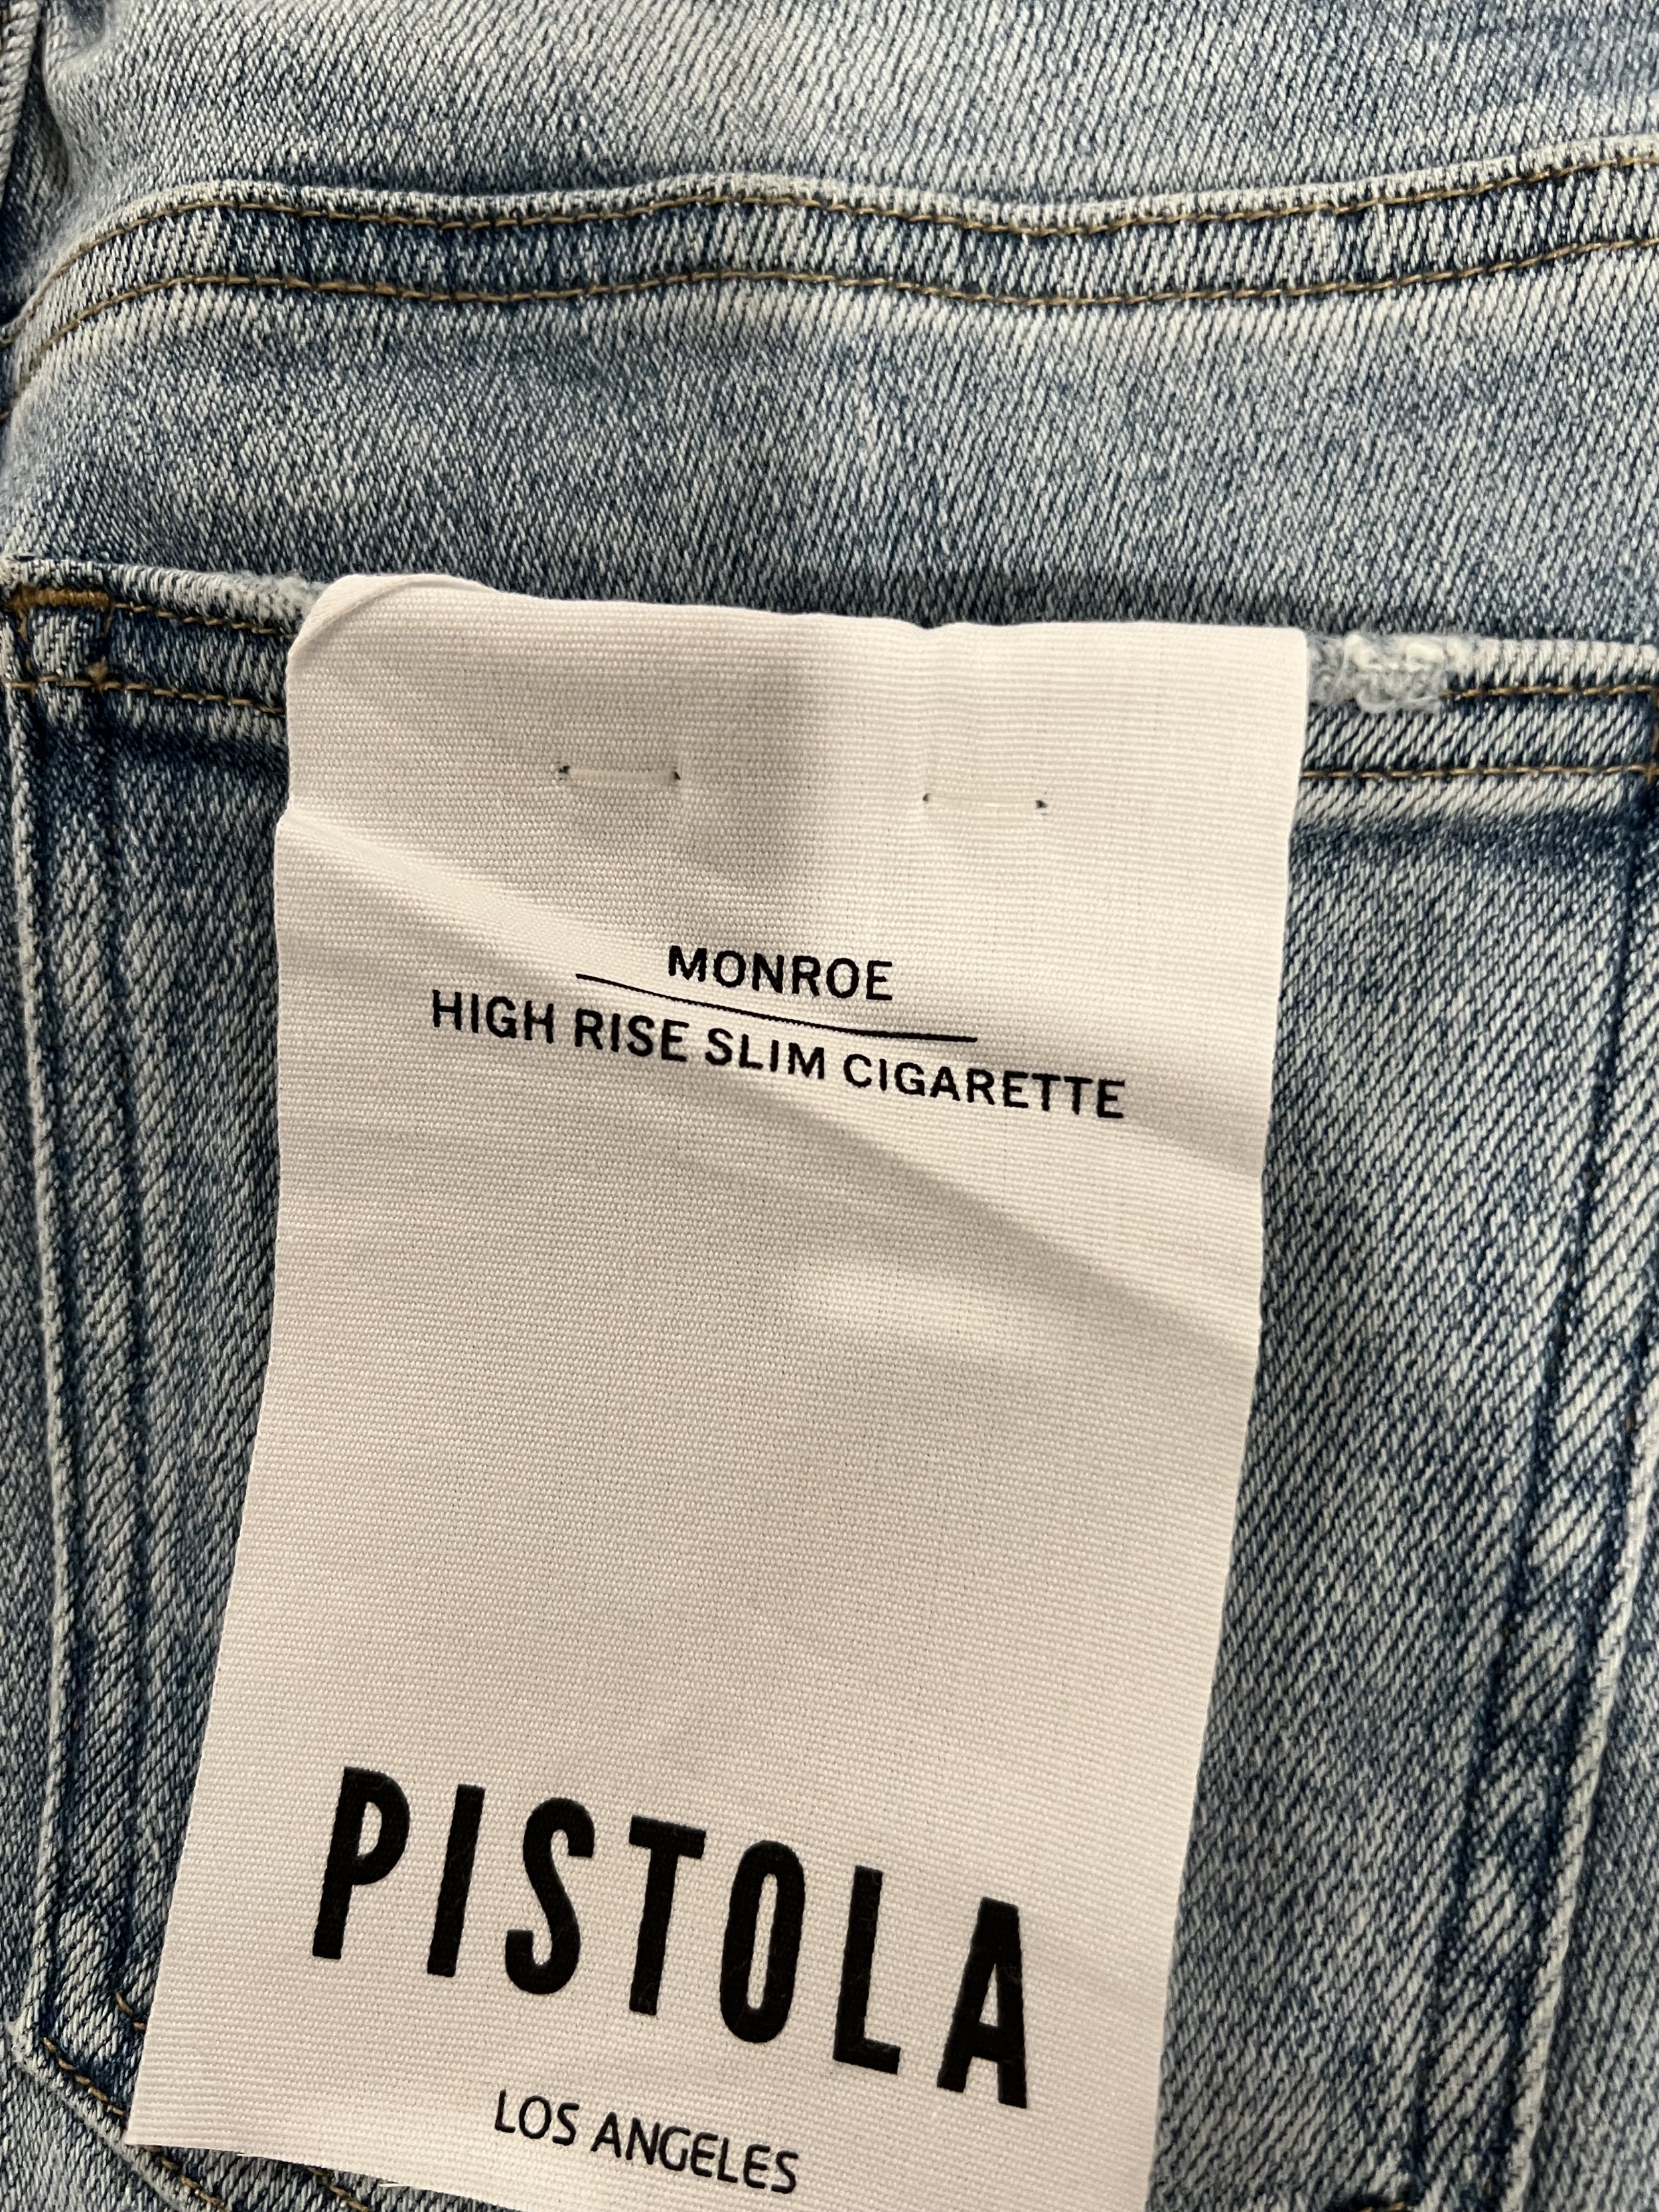 MONROE
HIGH RISE SLIM CIGARETTE
PISTOLA
LOS ANGELES